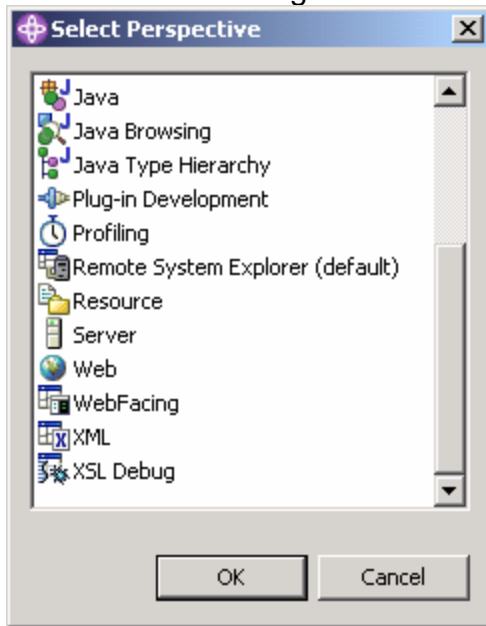 Select Perspective
Java
Java Browsing
Java Type Hierarchy
Plug-in Development
Profiling
Remote System Explorer (default)
Resource
Server
Web
WebFacing
XML
XSL Debug
OK Cancel